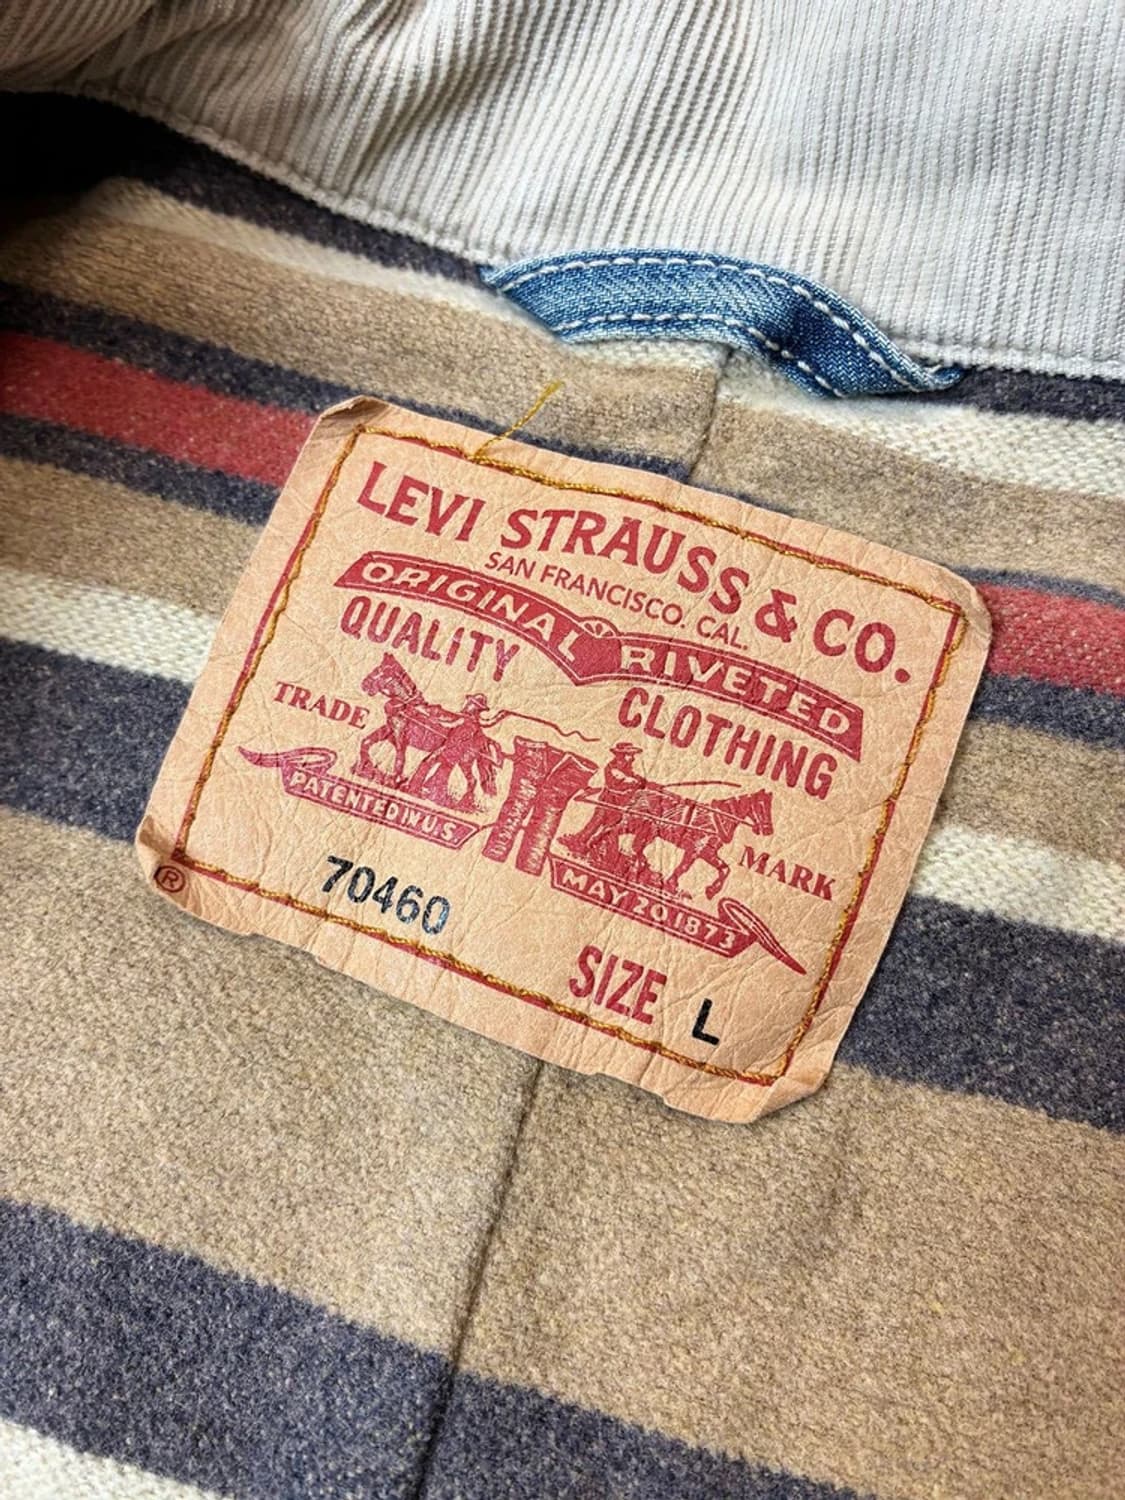 LEVI STRAUSS & CO.
SAN FRANCISCO. CAL.
ORIGINAL RIVETED
QUALITY CLOTHING
TRADE MARK
PATENTED IN U.S.
MAY 20 1873
®
70460
SIZE L